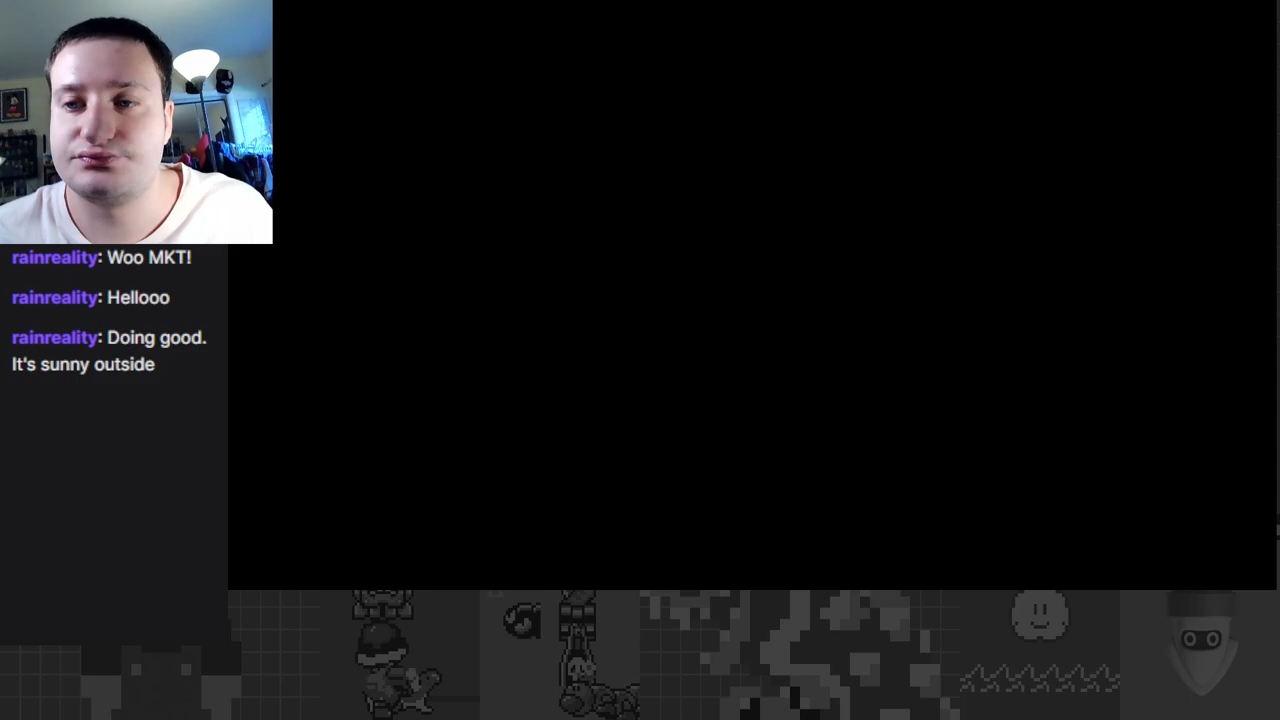 rainreality: Woo MKT!
rainreality: Hellooo
rainreality: Doing good.
It's sunny outside